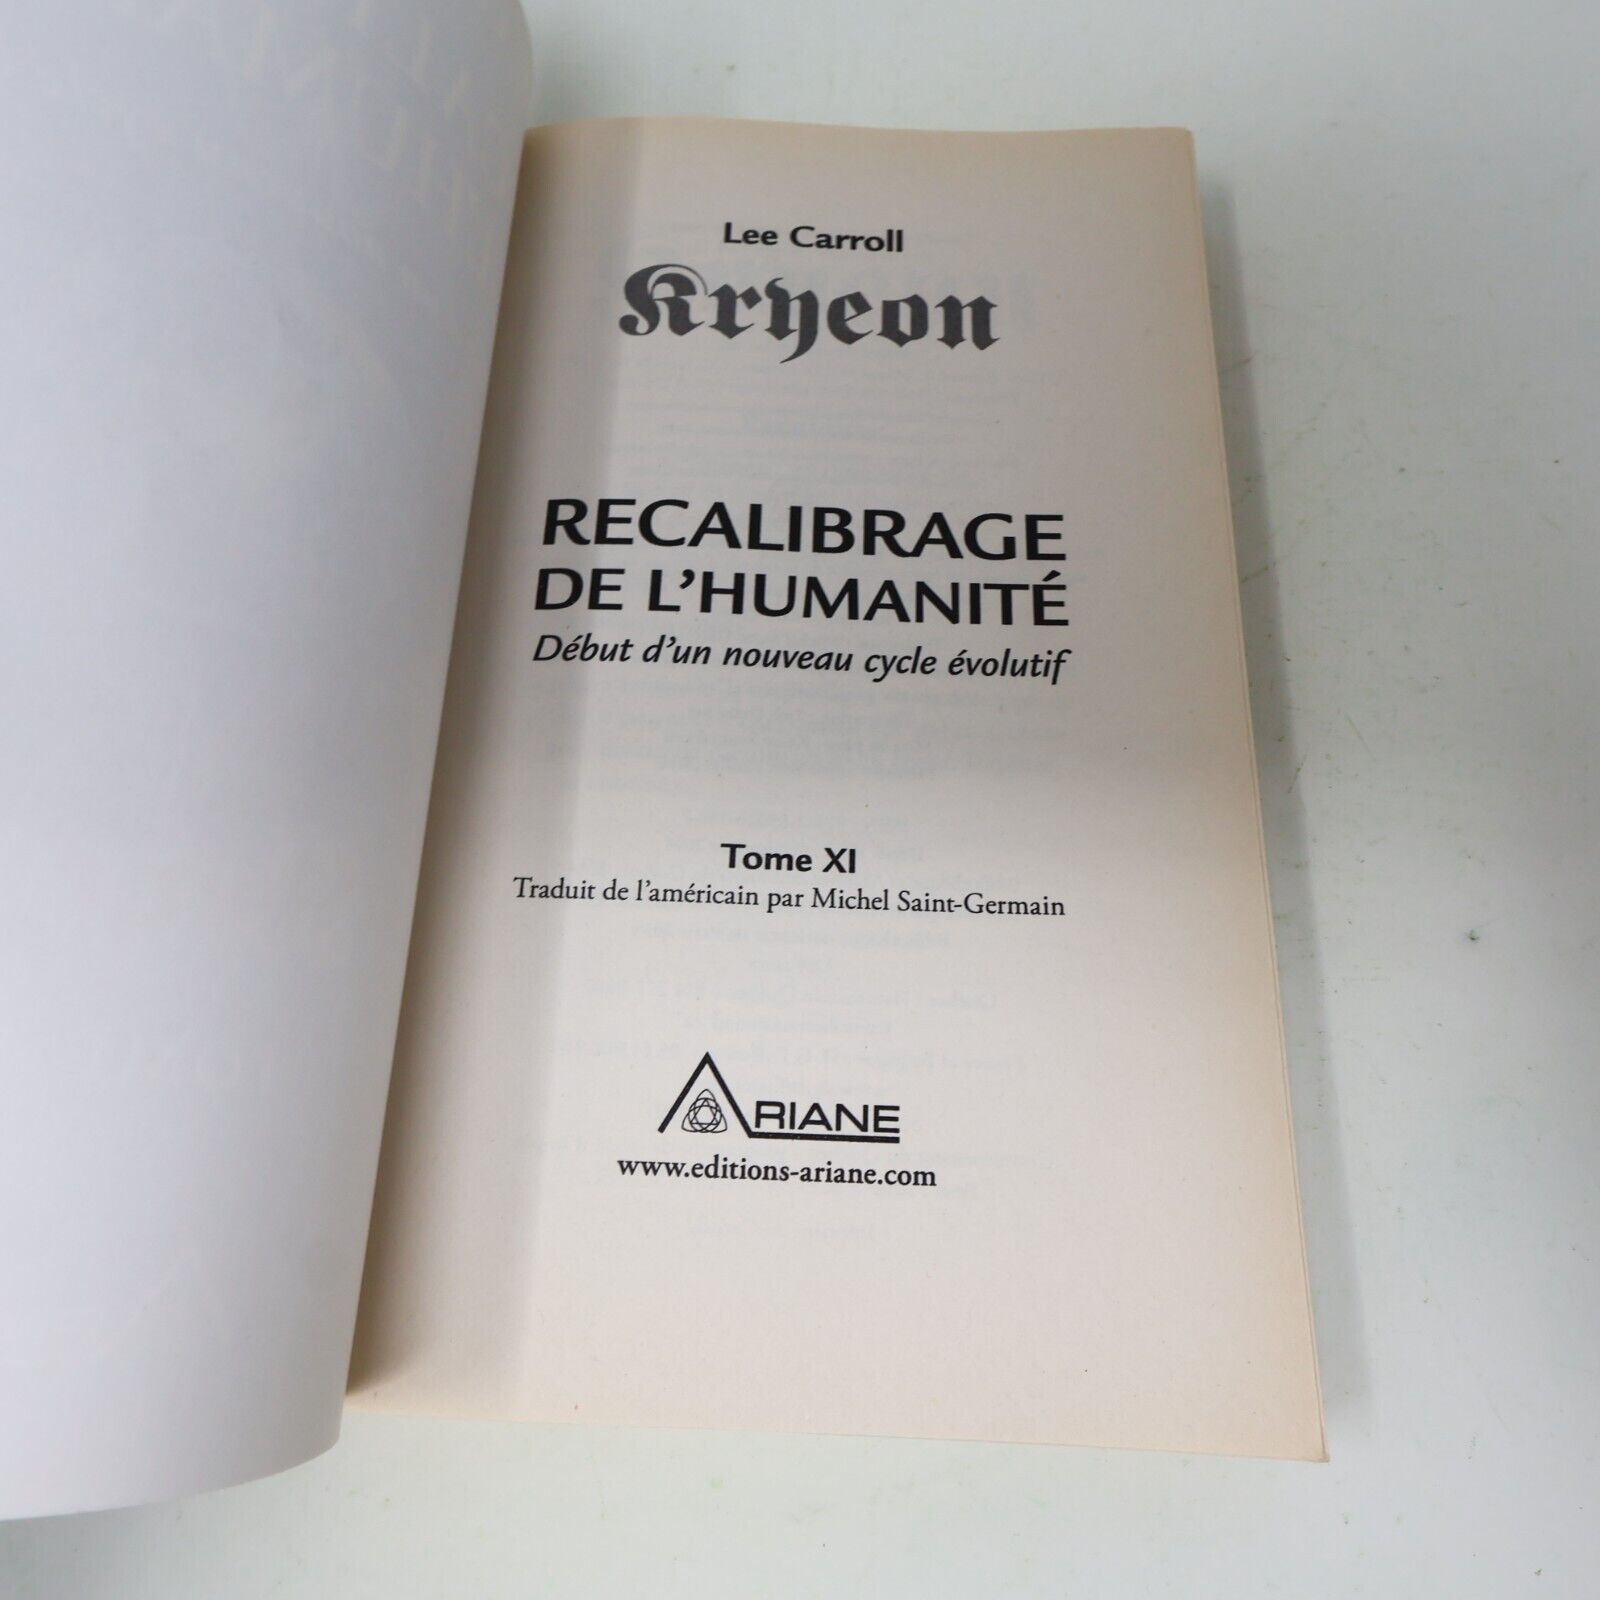 Lee Carroll
Kryeon
RECALIBRAGE
DE L'HUMANITÉ
Début d'un nouveau cycle évolutif
Tome XI
Traduit de l'américain par Michel Saint-Germain
ARIANE
www.editions-ariane.com